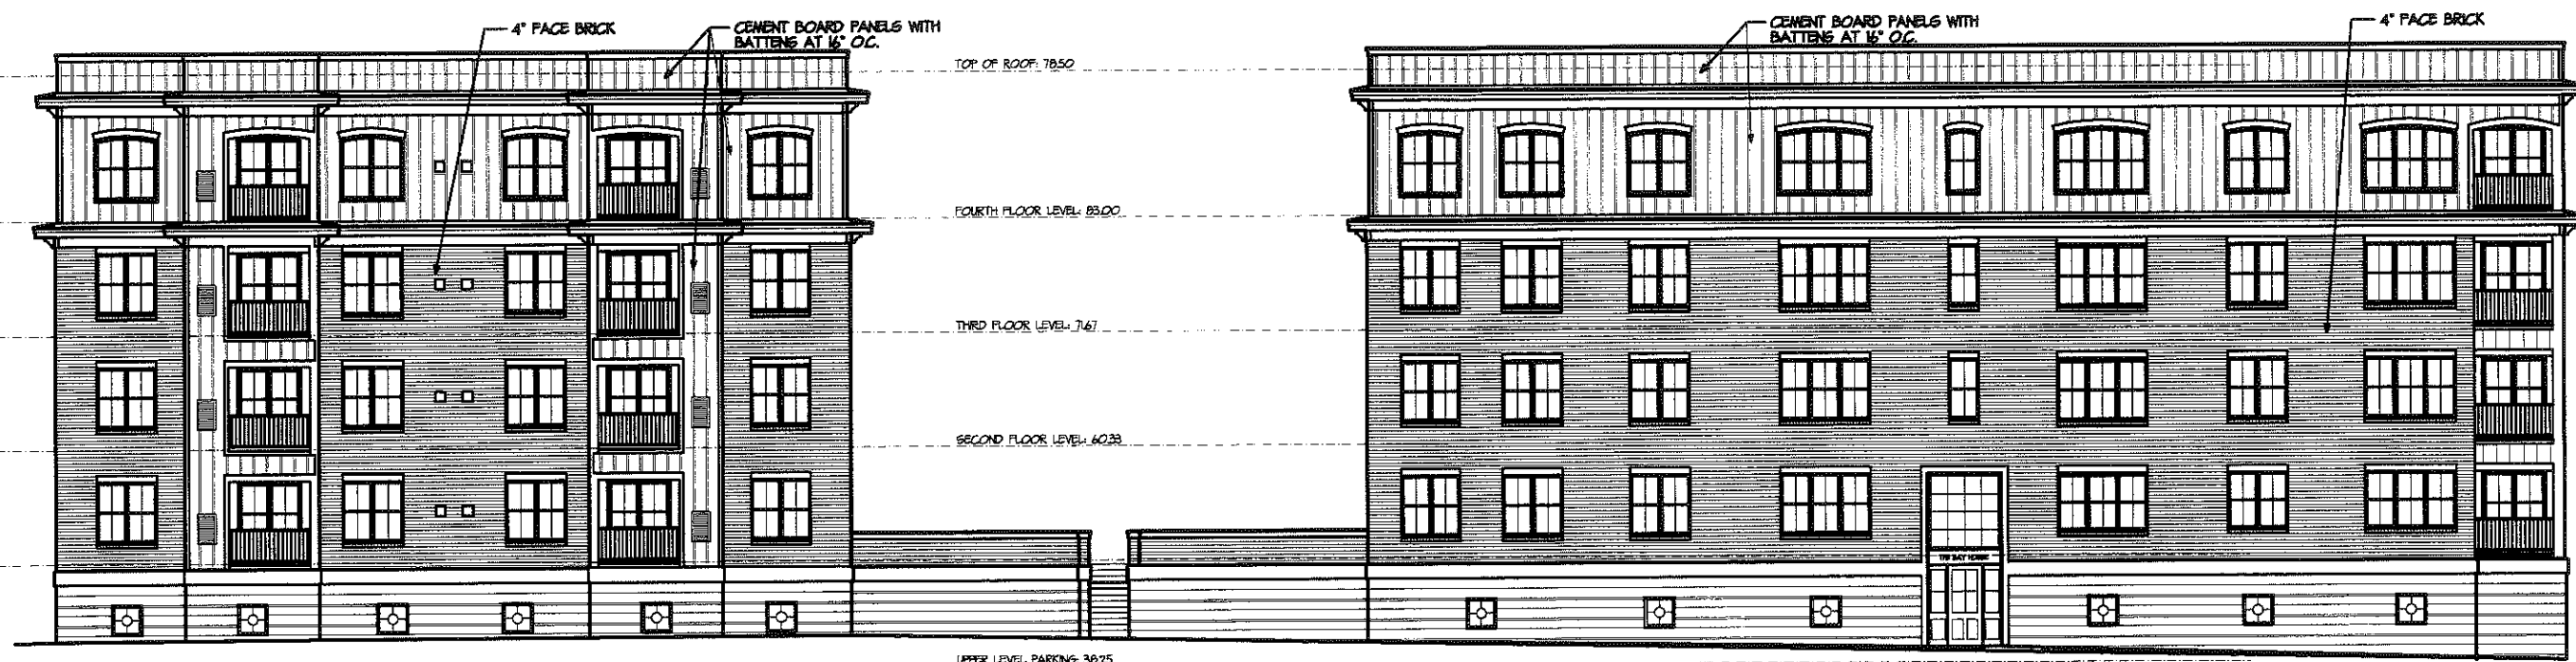 4" FACE BRICK
CEMENT BOARD PANELS WITH
BATTENS AT 16" O.C.
CEMENT BOARD PANELS WITH
BATTENS AT 16" O.C.
4" FACE BRICK
TOP OF ROOF: 78.50
FOURTH FLOOR LEVEL: 83.00
THIRD FLOOR LEVEL: 71.67
SECOND FLOOR LEVEL: 60.33
UPPER LEVEL PARKING: 38.75